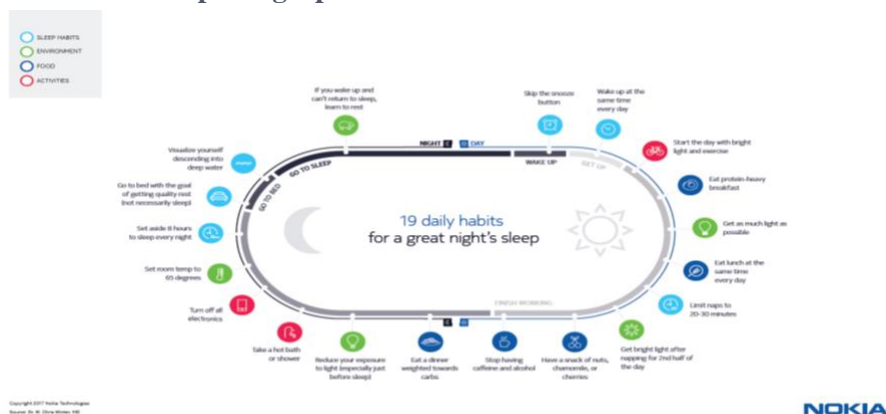 SLEEP HABITS
ENVIRONMENT
FOOD
ACTIVITIES
If you wake up and
can't return to sleep,
learn to rest
Skip the snooze
button
Wake up at the
same time
every day
Visualize yourself
descending into
deep water
NIGHT
DAY
Start the day with bright
light and exercise
GO TO SLEEP
WAKE UP
GET UP
Go to bed with the goal
of getting quality rest
(not necessarily sleep)
GO TO BED
Eat protein-heavy
breakfast
Set aside 8 hours
to sleep every night
19 daily habits
for a great night's sleep
Get as much light as
possible
Set room temp to
65 degrees
Eat lunch at the
same time
every day
Turn off all
electronics
FINISH WORKING
Limit naps to
20-30 minutes
Take a hot bath
or shower
Reduce your exposure
to light (especially just
before sleep)
Eat a dinner
weighted towards
carbs
Stop having
caffeine and alcohol
Have a snack of nuts,
chamomile, or
cherries
Get bright light after
napping for 2nd half of
the day
Copyright 2017 Nokia Technologies
Source: Dr. W. Chris Winter, MD
NOKIA